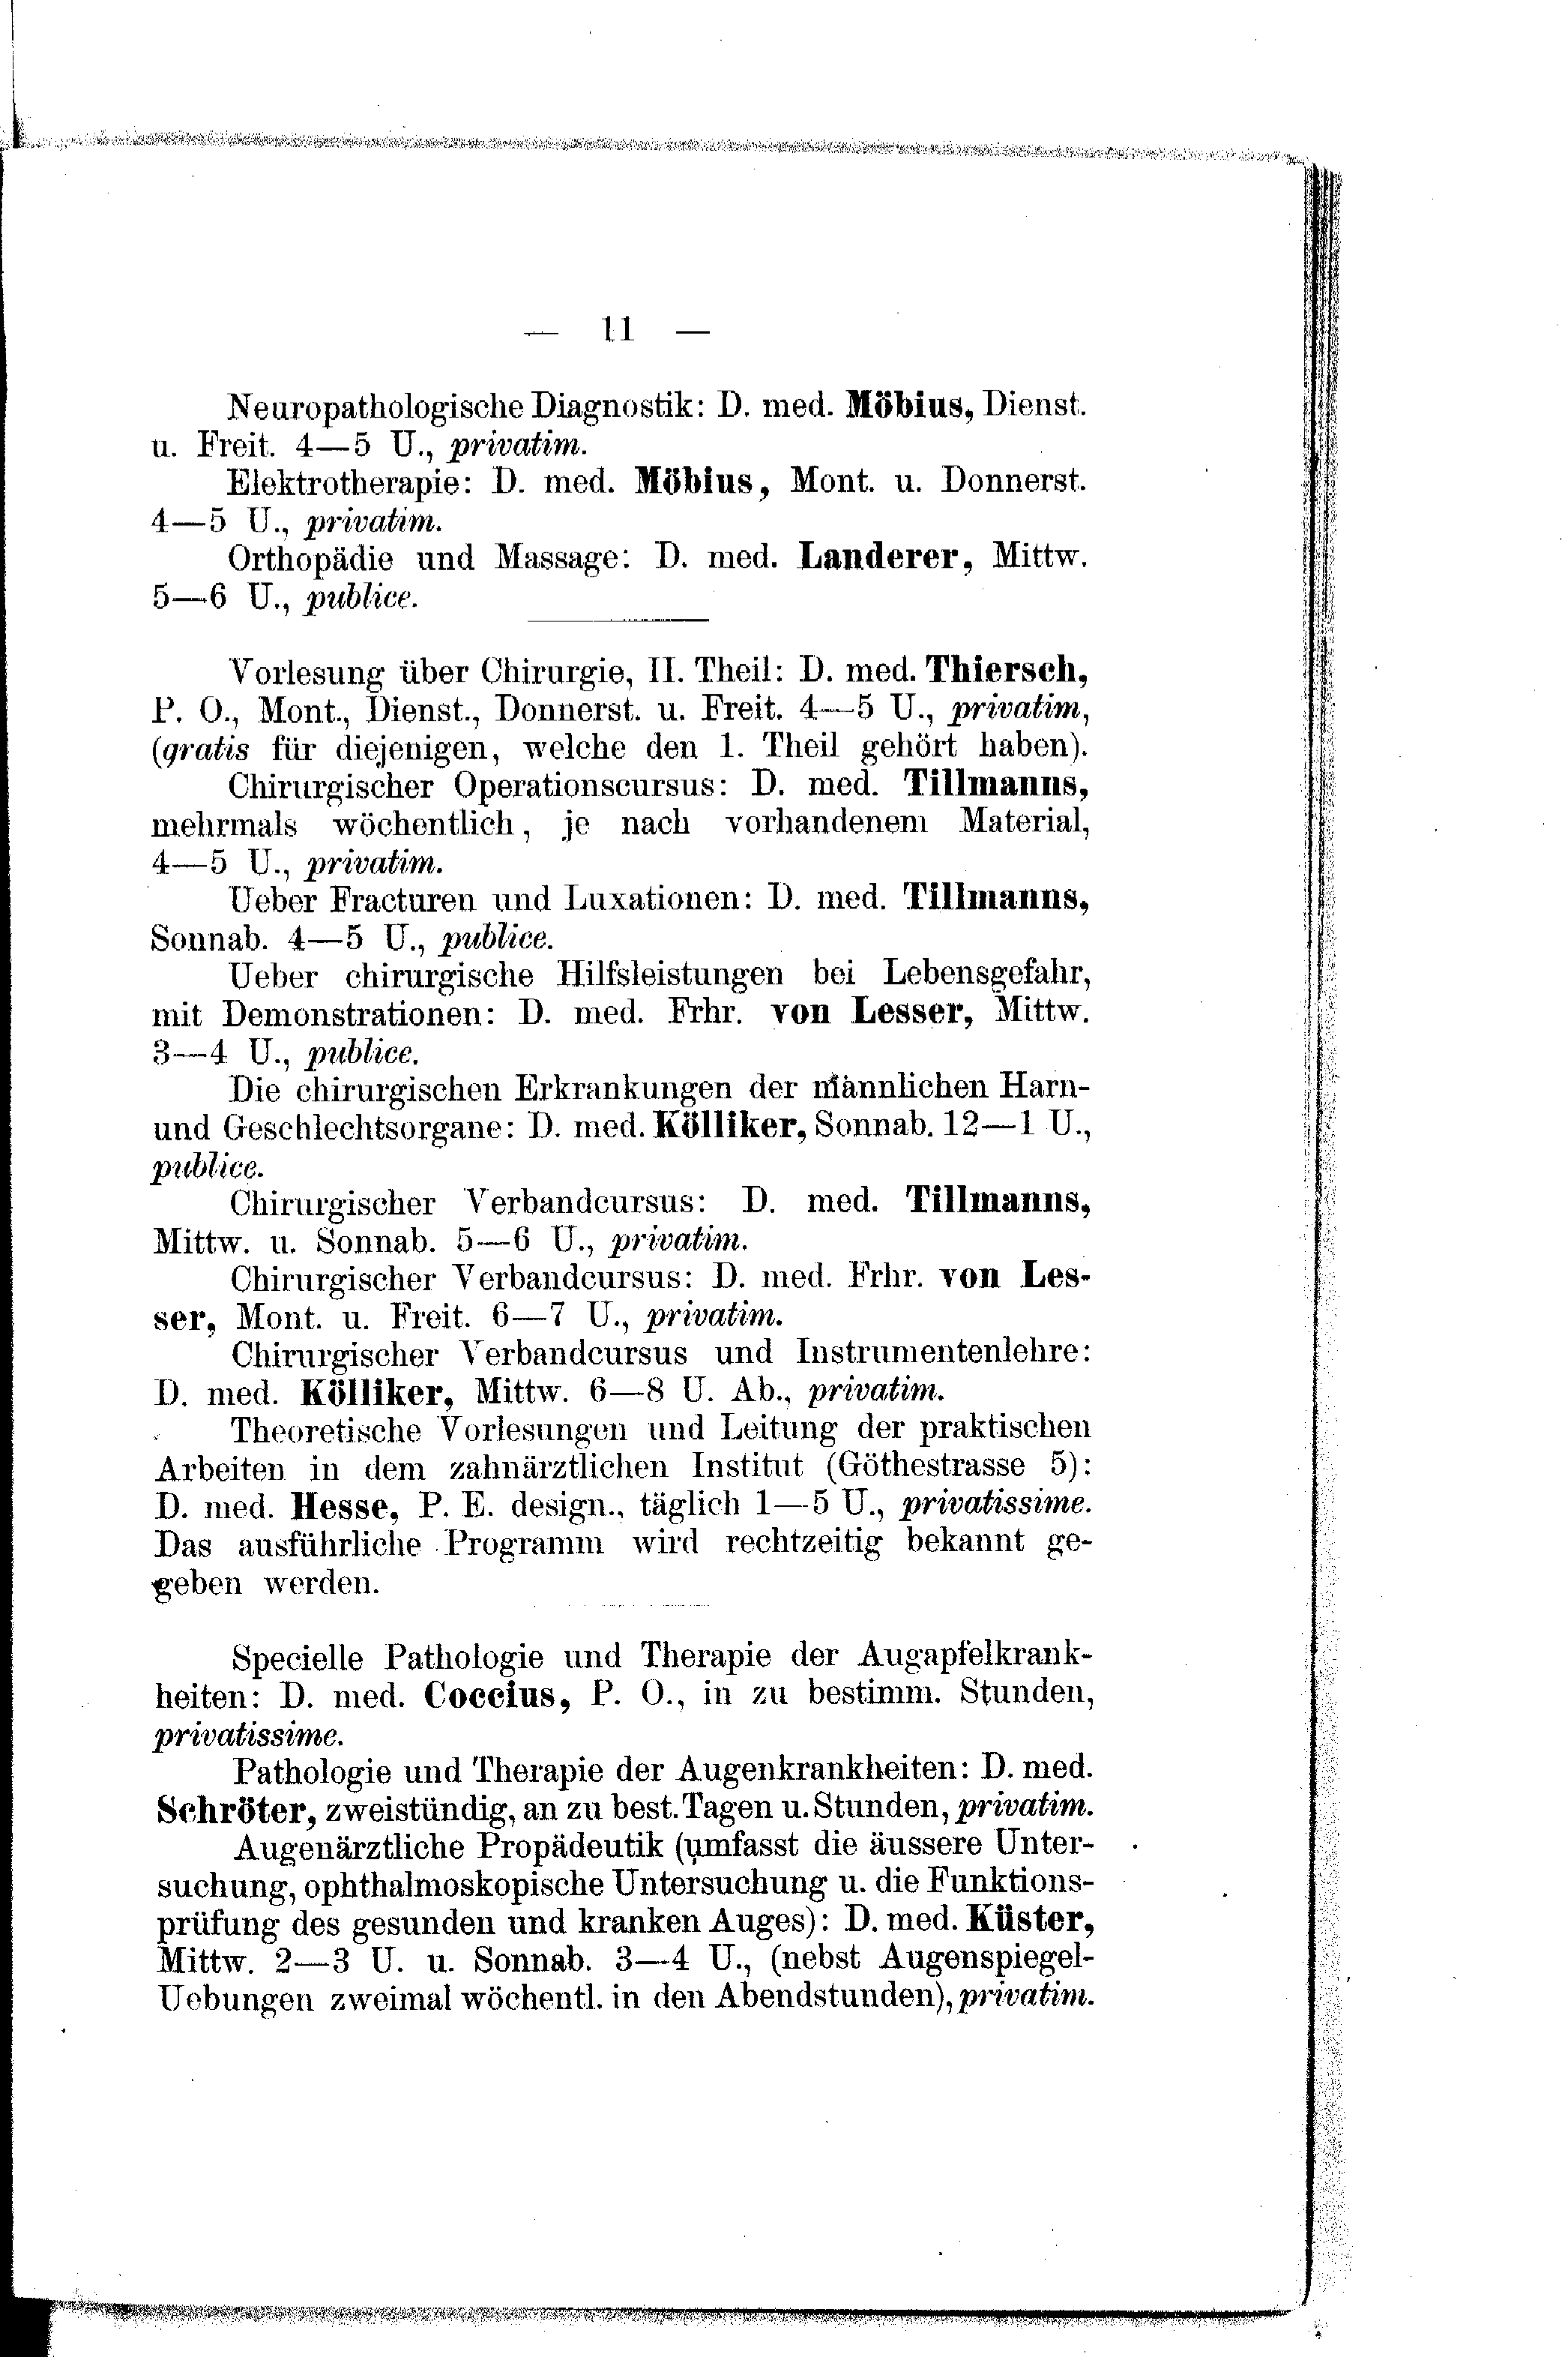 — 11 —
Neuropathologische Diagnostik: D. med. Möbius, Dienst.
u. Freit. 4—5 U., privatim.
Elektrotherapie: D. med. Möbius, Mont. u. Donnerst.
4—5 U., privatim.
Orthopädie und Massage: D. med. Landerer, Mittw.
5—6 U., publice.
Vorlesung über Chirurgie, II. Theil: D. med. Thiersch,
P. O., Mont., Dienst., Donnerst. u. Freit. 4—5 U., privatim,
(gratis für diejenigen, welche den 1. Theil gehört haben).
Chirurgischer Operationscursus: D. med. Tillmanns,
mehrmals wöchentlich, je nach vorhandenem Material,
4—5 U., privatim.
Ueber Fracturen und Luxationen: D. med. Tillmanns,
Sonnab. 4—5 U., publice.
Ueber chirurgische Hilfsleistungen bei Lebensgefahr,
mit Demonstrationen: D. med. Frhr. von Lesser, Mittw.
3—4 U., publice.
Die chirurgischen Erkrankungen der männlichen Harn-
und Geschlechtsorgane: D. med. Kölliker, Sonnab. 12—1 U.,
publice.
Chirurgischer Verbandcursus: D. med. Tillmanns,
Mittw. u. Sonnab. 5—6 U., privatim.
Chirurgischer Verbandcursus: D. med. Frhr. von Les-
ser, Mont. u. Freit. 6—7 U., privatim.
Chirurgischer Verbandcursus und Instrumentenlehre:
D. med. Kölliker, Mittw. 6—8 U. Ab., privatim.
Theoretische Vorlesungen und Leitung der praktischen
Arbeiten in dem zahnärztlichen Institut (Göthestrasse 5):
D. med. Hesse, P. E. design., täglich 1—5 U., privatissime.
Das ausführliche Programm wird rechtzeitig bekannt ge-
geben werden.
Specielle Pathologie und Therapie der Augapfelkrank-
heiten: D. med. Coccius, P. O., in zu bestimm. Stunden,
privatissime.
Pathologie und Therapie der Augenkrankheiten: D. med.
Schröter, zweistündig, an zu best. Tagen u. Stunden, privatim.
Augenärztliche Propädeutik (umfasst die äussere Unter-
suchung, ophthalmoskopische Untersuchung u. die Funktions-
prüfung des gesunden und kranken Auges): D. med. Küster,
Mittw. 2—3 U. u. Sonnab. 3—4 U., (nebst Augenspiegel-
Uebungen zweimal wöchentl. in den Abendstunden), privatim.